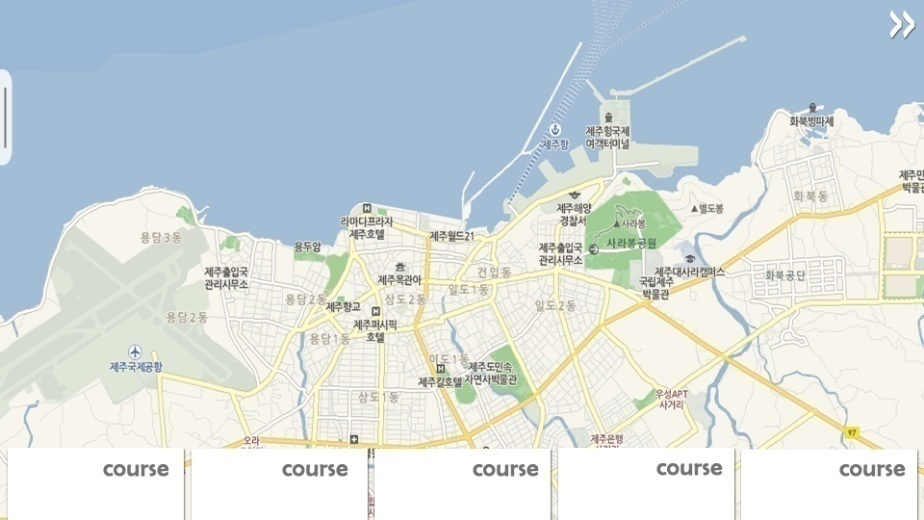 »
화북방파제
제주항국제
여객터미널
제주항
제주민
박물관
화북동
제주해양
경찰서
별도봉
사라봉
라마다프라자
제주호텔
제주월드21
용담3동
사라봉공원
제주출입국
관리사무소
용두암
건입동
제주출입국
관리사무소
제주대사라캠퍼스
화북공단
국립제주
박물관
제주목관아
일도1동
용담2동
삼도2동
제주향교
일도2동
용담2동
제주퍼시픽
호텔
용담1동
이도1동
제주국제공항
제주도민속
자연사박물관
제주칼호텔
삼도1동
우성APT
사거리
97
오라
제주은행
사거리
course
course
course
course
course